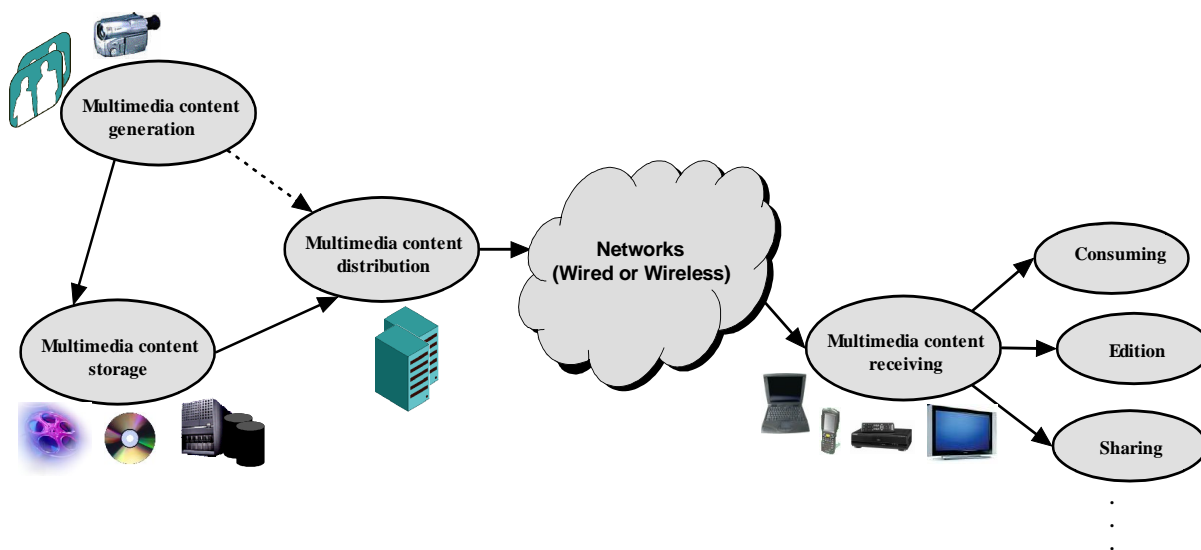 Multimedia content
generation
Multimedia content
distribution
Multimedia content
storage
Networks
(Wired or Wireless)
Multimedia content
receiving
Consuming
Edition
Sharing
.
.
.